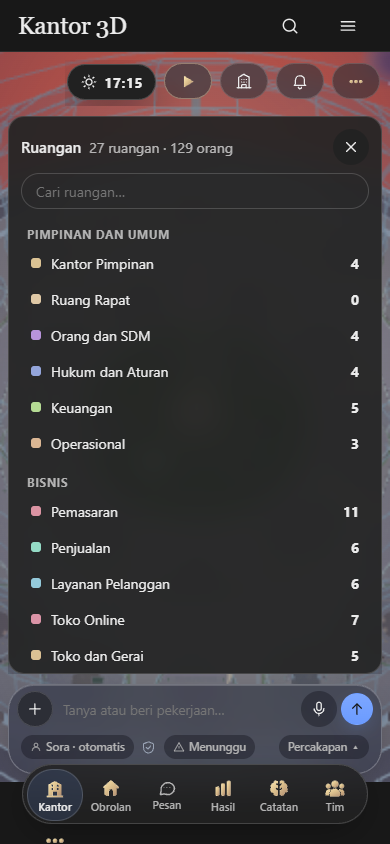 Kantor 3D
17:15
Ruangan 27 ruangan · 129 orang
Cari ruangan...
PIMPINAN DAN UMUM
Kantor Pimpinan 4
Ruang Rapat 0
Orang dan SDM 4
Hukum dan Aturan 4
Keuangan 5
Operasional 3
BISNIS
Pemasaran 11
Penjualan 6
Layanan Pelanggan 6
Toko Online 7
Toko dan Gerai 5
Tanya atau beri pekerjaan...
Sora · otomatis Menunggu Percakapan
Kantor Obrolan Pesan Hasil Catatan Tim